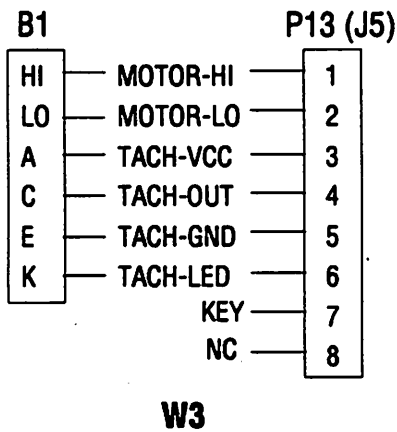 B1 P13 (J5)
HI MOTOR-HI 1
LO MOTOR-LO 2
A TACH-VCC 3
C TACH-OUT 4
E TACH-GND 5
K TACH-LED 6
KEY 7
NC 8
W3